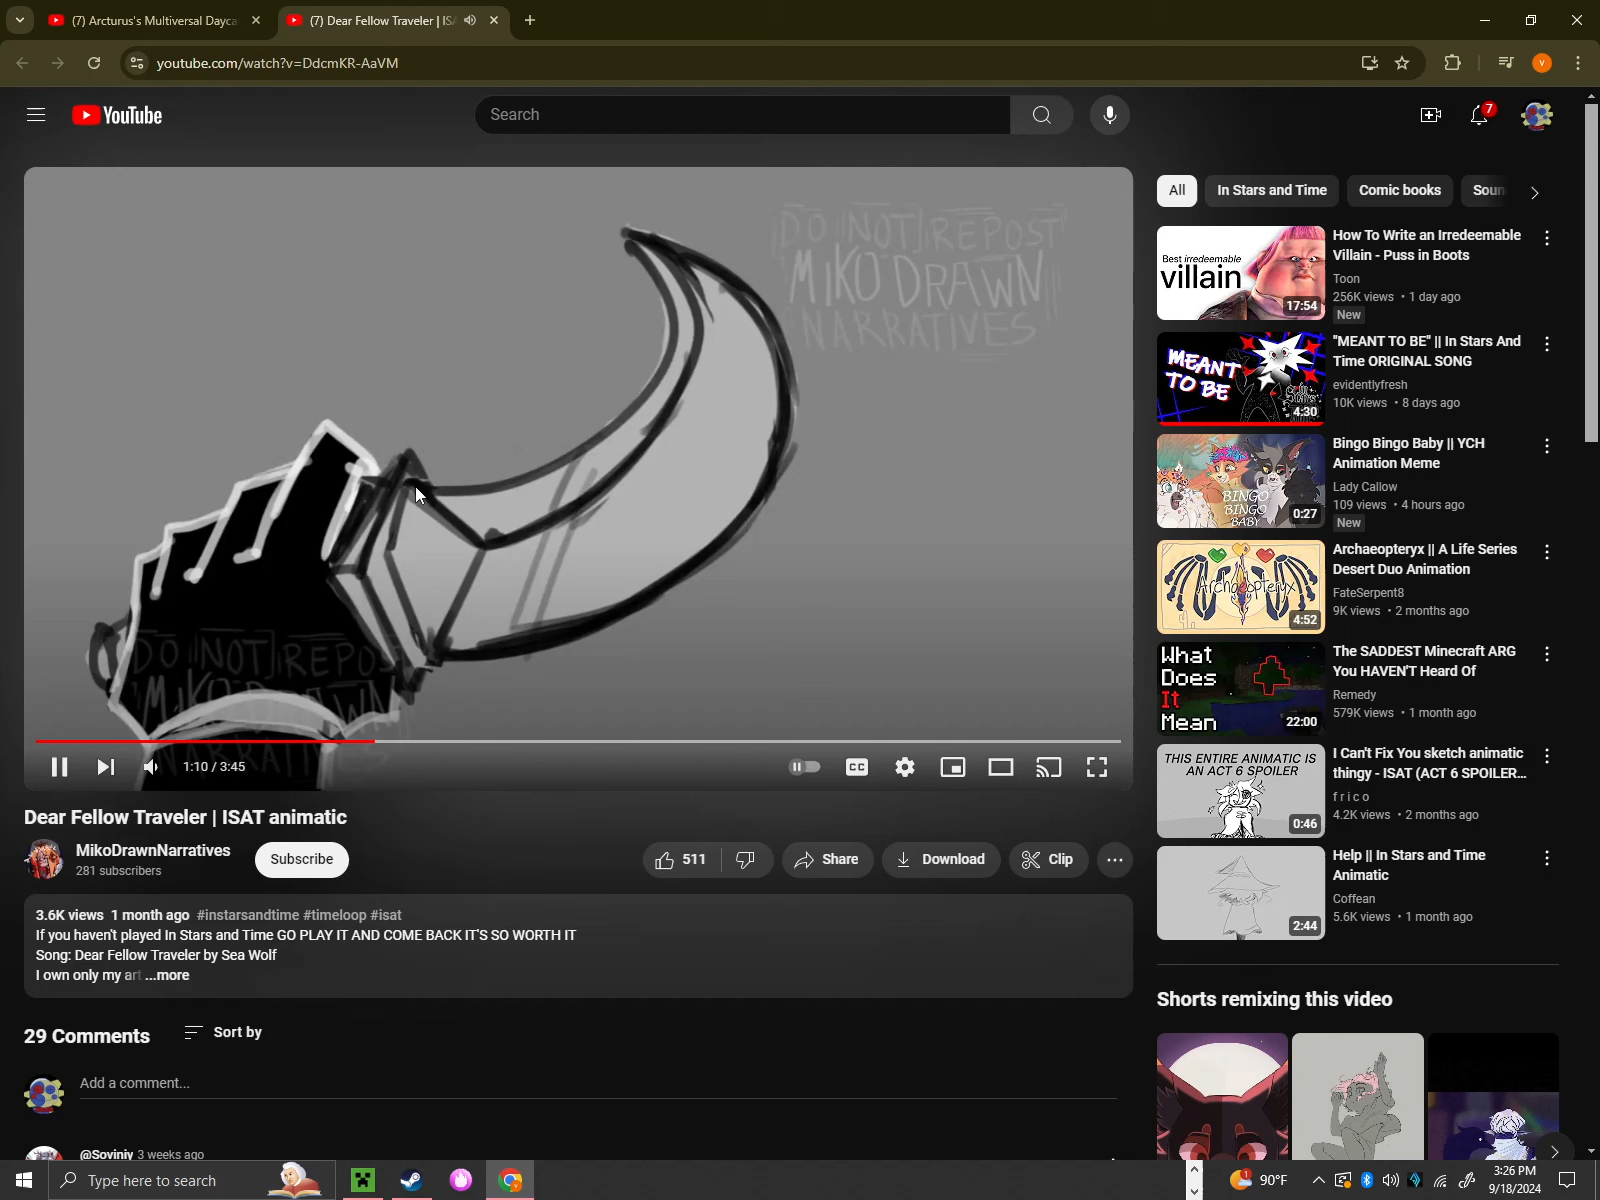 (7) Arcturus's Multiversal Dayca
(7) Dear Fellow Traveler | ISA
youtube.com/watch?v=DdcmKR-AaVM
V
YouTube
Search
7
DO NOT REPOST
MIKO DRAWN
NARRATIVES
DO NOT REPOS
MIKO DRAWN
NARRATIVES
1:10 / 3:45
CC
Dear Fellow Traveler | ISAT animatic
MikoDrawnNarratives
281 subscribers
Subscribe
511
Share
Download
Clip
3.6K views 1 month ago #instarsandtime #timeloop #isat
If you haven't played In Stars and Time GO PLAY IT AND COME BACK IT'S SO WORTH IT
Song: Dear Fellow Traveler by Sea Wolf
I own only my art ...more
29 Comments
Sort by
Add a comment...
@Soviniy 3 weeks ago
All
In Stars and Time
Comic books
Soun
Best irredeemable
villain
17:54
How To Write an Irredeemable
Villain - Puss in Boots
Toon
256K views • 1 day ago
New
MEANT
TO BE
4:30
"MEANT TO BE" || In Stars And
Time ORIGINAL SONG
evidentlyfresh
10K views • 8 days ago
BINGO
BINGO
BABY
0:27
Bingo Bingo Baby || YCH
Animation Meme
Lady Callow
109 views • 4 hours ago
New
Archaeopteryx
4:52
Archaeopteryx || A Life Series
Desert Duo Animation
FateSerpent8
9K views • 2 months ago
What
Does
It
Mean
22:00
The SADDEST Minecraft ARG
You HAVEN'T Heard Of
Remedy
579K views • 1 month ago
THIS ENTIRE ANIMATIC IS
AN ACT 6 SPOILER
0:46
I Can't Fix You sketch animatic
thingy - ISAT (ACT 6 SPOILER...
f r i c o
4.2K views • 2 months ago
2:44
Help || In Stars and Time
Animatic
Coffean
5.6K views • 1 month ago
Shorts remixing this video
Type here to search
1
90°F
3:26 PM
9/18/2024